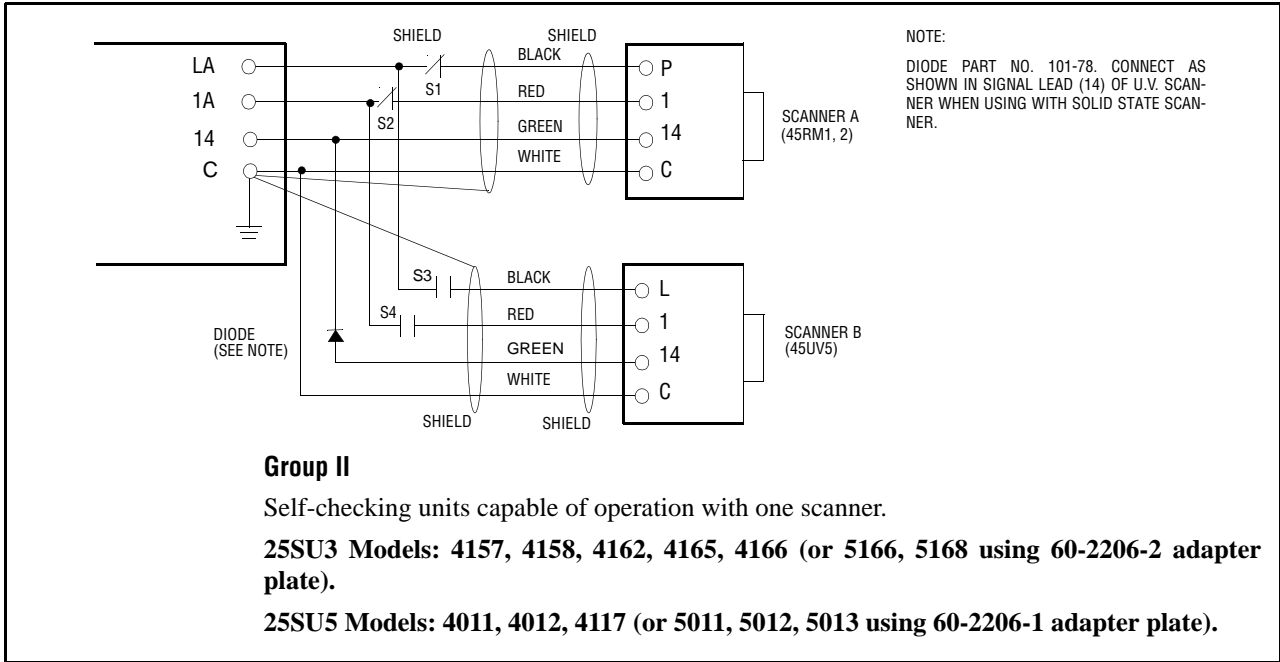 SHIELD
SHIELD
BLACK
LA
P
S1
1A
RED
1
S2
14
GREEN
14
C
WHITE
C
SCANNER A
(45RM1, 2)
NOTE:
DIODE PART NO. 101-78. CONNECT AS
SHOWN IN SIGNAL LEAD (14) OF U.V. SCAN-
NER WHEN USING WITH SOLID STATE SCAN-
NER.
S3
BLACK
L
S4
RED
1
DIODE
(SEE NOTE)
GREEN
14
WHITE
C
SCANNER B
(45UV5)
SHIELD
SHIELD
Group II
Self-checking units capable of operation with one scanner.
25SU3 Models: 4157, 4158, 4162, 4165, 4166 (or 5166, 5168 using 60-2206-2 adapter
plate).
25SU5 Models: 4011, 4012, 4117 (or 5011, 5012, 5013 using 60-2206-1 adapter plate).